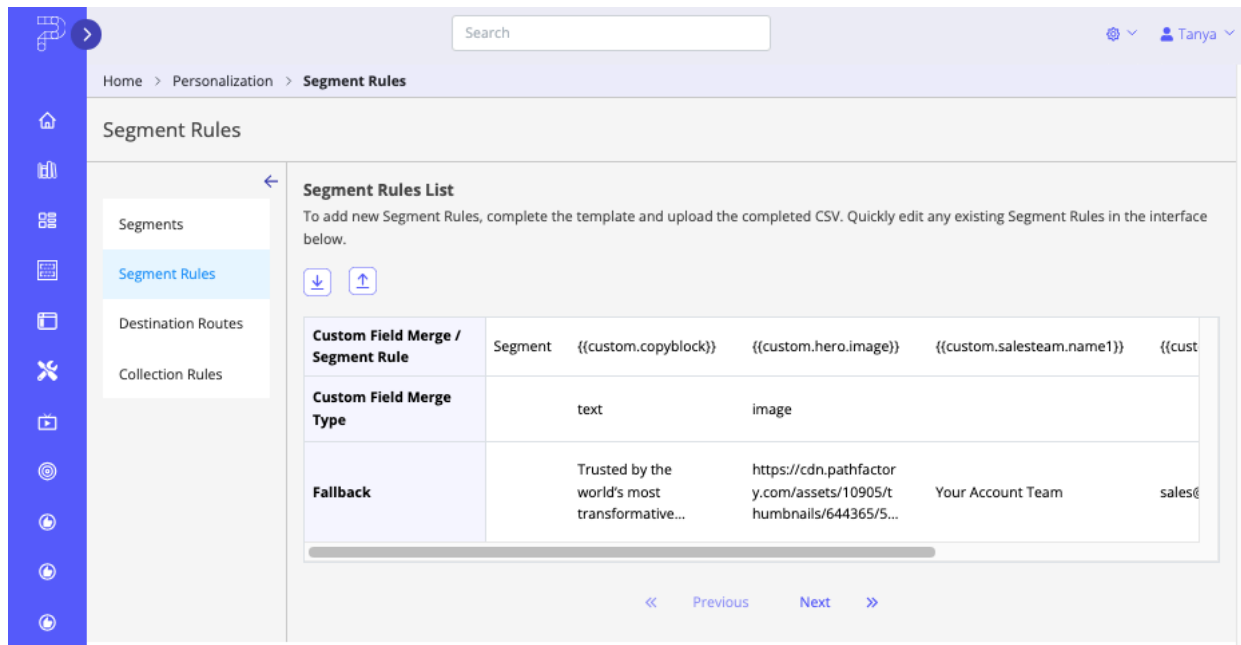 Search
Tanya
Home > Personalization > Segment Rules
Segment Rules
Segments
Segment Rules
Destination Routes
Collection Rules
Segment Rules List
To add new Segment Rules, complete the template and upload the completed CSV. Quickly edit any existing Segment Rules in the interface
below.
Custom Field Merge /
Segment Rule
Segment
{{custom.copyblock}}
{{custom.hero.image}}
{{custom.salesteam.name1}}
{{cust
Custom Field Merge
Type
text
image
Fallback
Trusted by the
world's most
transformative...
https://cdn.pathfactor
y.com/assets/10905/t
humbnails/644365/5...
Your Account Team
sales@
« Previous Next »